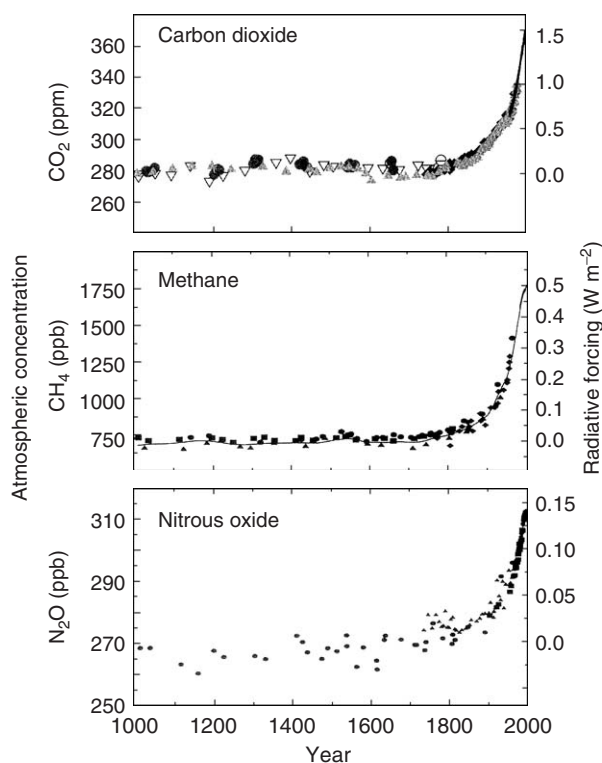 Carbon dioxide
CO₂ (ppm)
360
340
320
300
280
260
1.5
1.0
0.5
0.0
Methane
Atmospheric concentration
CH₄ (ppb)
1750
1500
1250
1000
750
0.5
0.4
0.3
0.2
0.1
0.0
Radiative forcing (W m⁻²)
Nitrous oxide
N₂O (ppb)
310
290
270
250
0.15
0.10
0.05
0.0
1000 1200 1400 1600 1800 2000
Year